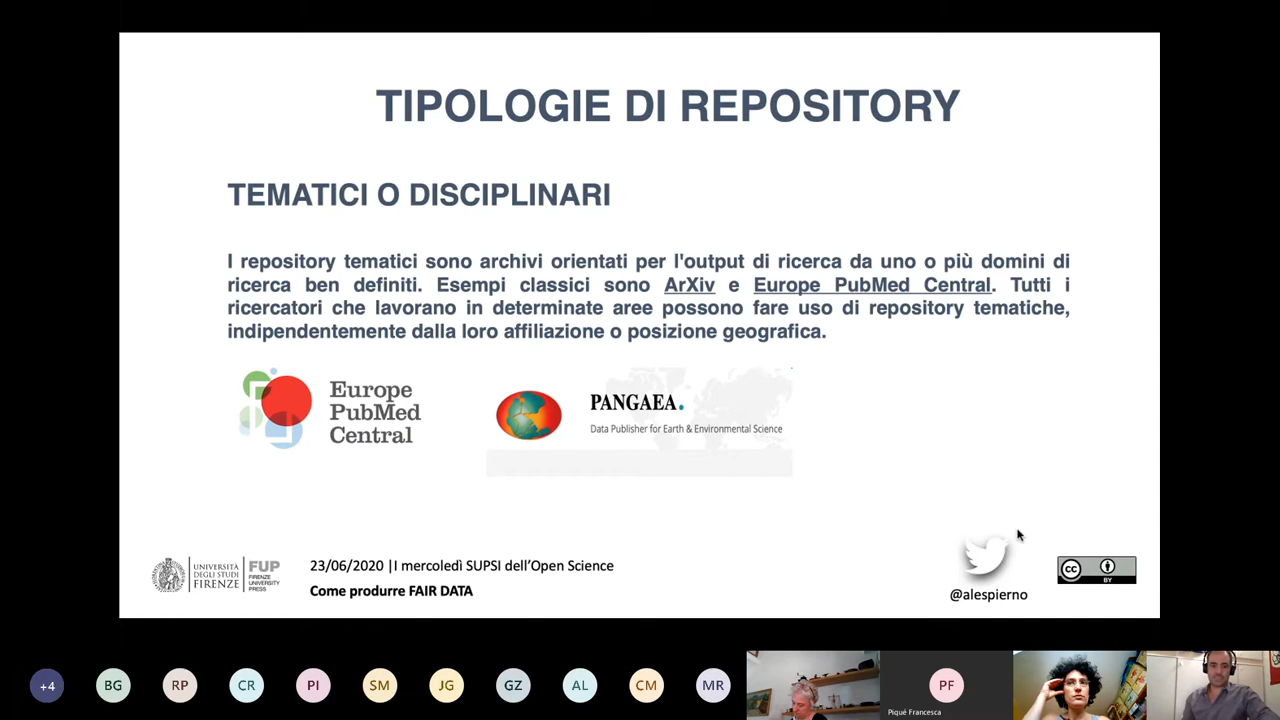 TIPOLOGIE DI REPOSITORY
TEMATICI O DISCIPLINARI
I repository tematici sono archivi orientati per l'output di ricerca da uno o più domini di
ricerca ben definiti. Esempi classici sono ArXiv e Europe PubMed Central. Tutti i
ricercatori che lavorano in determinate aree possono fare uso di repository tematiche,
indipendentemente dalla loro affiliazione o posizione geografica.
Europe
PubMed
Central
PANGAEA.
Data Publisher for Earth & Environmental Science
UNIVERSITÀ
DEGLI STUDI
FIRENZE
FUP
FIRENZE
UNIVERSITY
PRESS
23/06/2020 |I mercoledì SUPSI dell'Open Science
Come produrre FAIR DATA
@alespierno
cc
BY
+4
BG
RP
CR
PI
SM
JG
GZ
AL
CM
MR
PF
Piqué Francesca